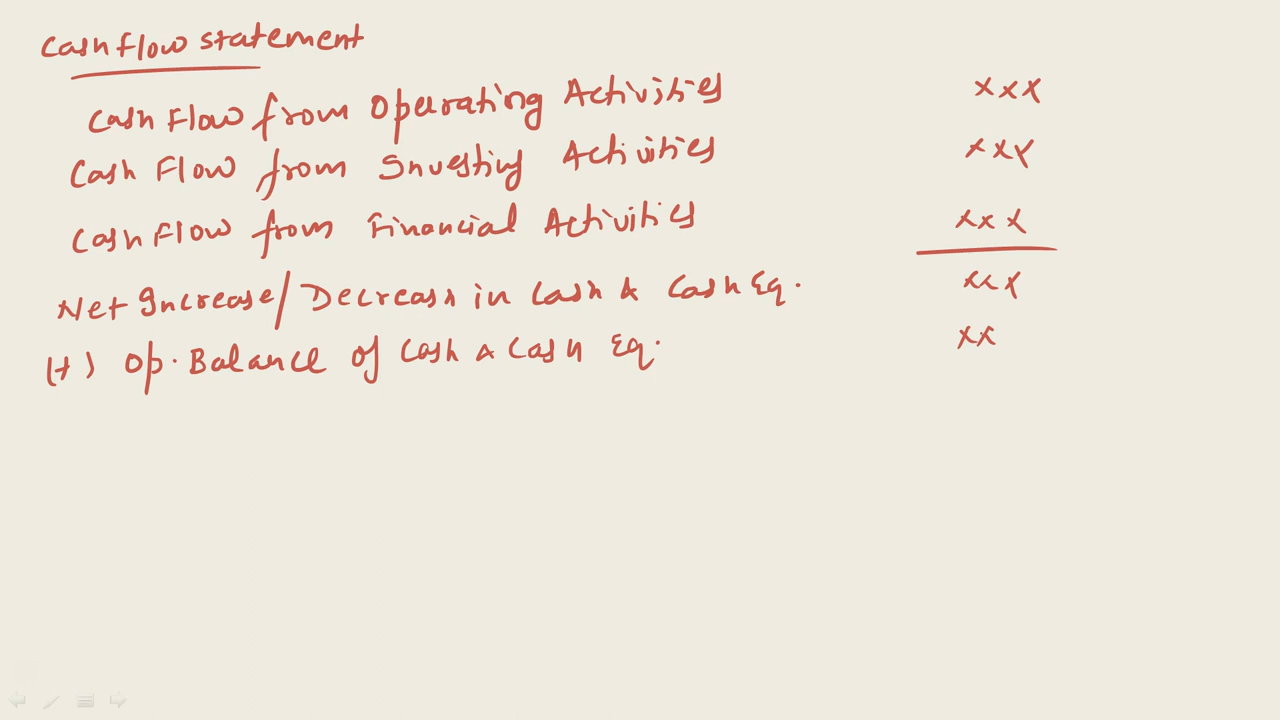 Cash flow statement
Cash Flow from Operating Activities xxx
Cash Flow from Investing Activities xxx
Cash Flow from Financial Activities xxx
Net Increase/Decrease in Cash & Cash Eq. xxx
(+) Op. Balance of Cash & Cash Eq. xx